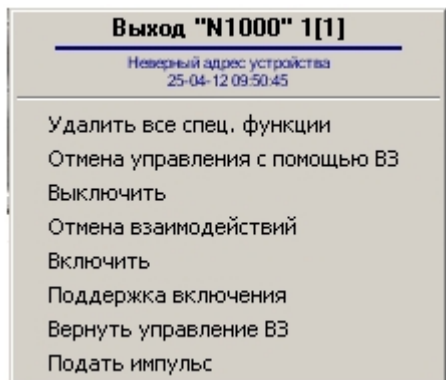 Выход "N1000" 1[1]
Неверный адрес устройства
25-04-12 09:50:45
Удалить все спец. функции
Отмена управления с помощью ВЗ
Выключить
Отмена взаимодействий
Включить
Поддержка включения
Вернуть управление ВЗ
Подать импульс